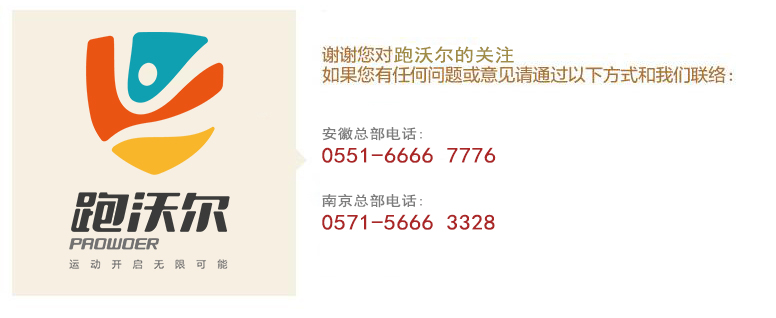 谢谢您对跑沃尔的关注
如果您有任何问题或意见请通过以下方式和我们联络：
安徽总部电话：
0551-6666 7776
南京总部电话：
0571-5666 3328
跑沃尔
PAOWOER
运动开启无限可能